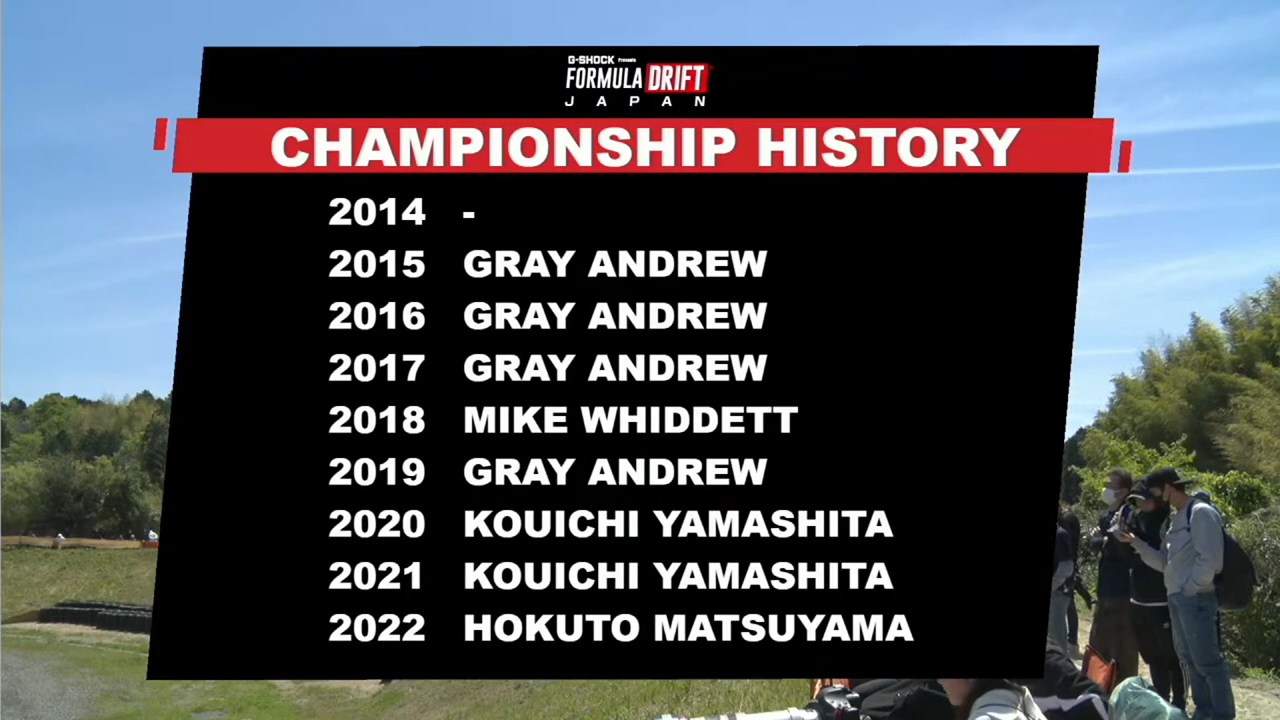 G-SHOCK Presents
FORMULA DRIFT
JAPAN
CHAMPIONSHIP HISTORY
2014 -
2015 GRAY ANDREW
2016 GRAY ANDREW
2017 GRAY ANDREW
2018 MIKE WHIDDETT
2019 GRAY ANDREW
2020 KOUICHI YAMASHITA
2021 KOUICHI YAMASHITA
2022 HOKUTO MATSUYAMA